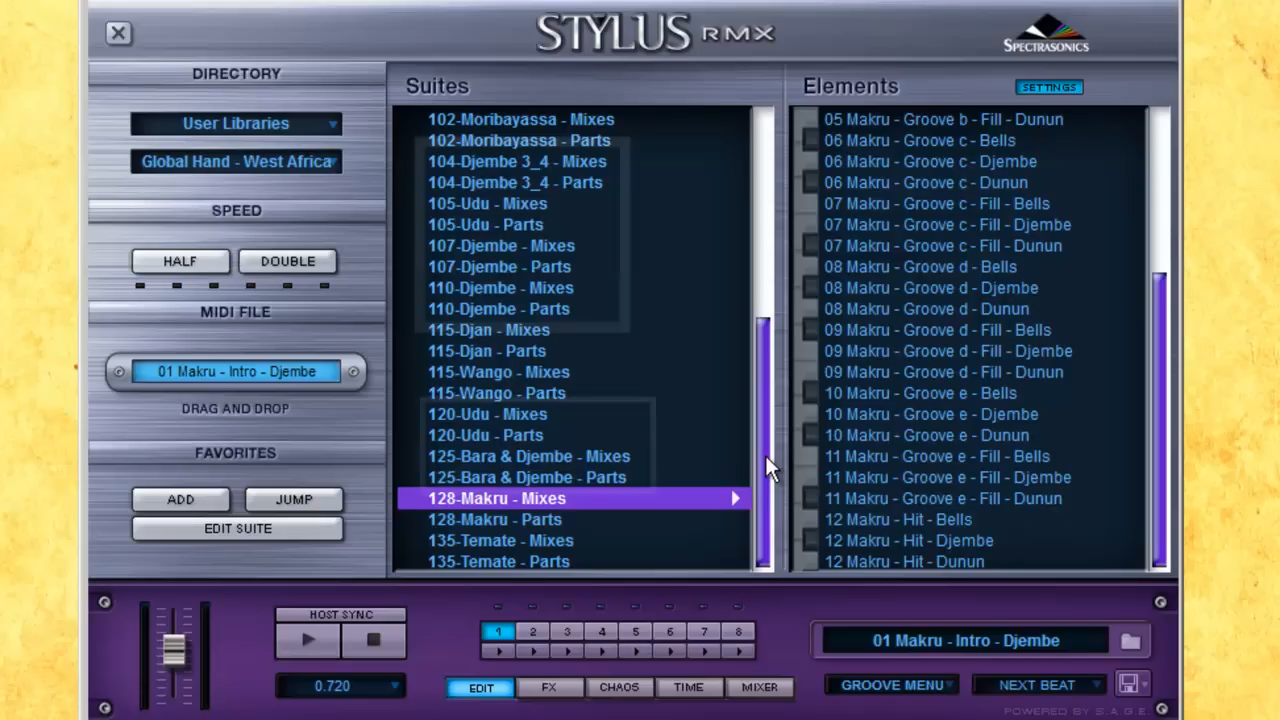 STYLUS RMX
SPECTRASONICS
DIRECTORY
User Libraries
Global Hand - West Africa
SPEED
HALF
DOUBLE
MIDI FILE
01 Makru - Intro - Djembe
DRAG AND DROP
FAVORITES
ADD
JUMP
EDIT SUITE
Suites
102-Moribayassa - Mixes
102-Moribayassa - Parts
104-Djembe 3_4 - Mixes
104-Djembe 3_4 - Parts
105-Udu - Mixes
105-Udu - Parts
107-Djembe - Mixes
107-Djembe - Parts
110-Djembe - Mixes
110-Djembe - Parts
115-Djan - Mixes
115-Djan - Parts
115-Wango - Mixes
115-Wango - Parts
120-Udu - Mixes
120-Udu - Parts
125-Bara & Djembe - Mixes
125-Bara & Djembe - Parts
128-Makru - Mixes
128-Makru - Parts
135-Temate - Mixes
135-Temate - Parts
Elements
SETTINGS
05 Makru - Groove b - Fill - Dunun
06 Makru - Groove c - Bells
06 Makru - Groove c - Djembe
06 Makru - Groove c - Dunun
07 Makru - Groove c - Fill - Bells
07 Makru - Groove c - Fill - Djembe
07 Makru - Groove c - Fill - Dunun
08 Makru - Groove d - Bells
08 Makru - Groove d - Djembe
08 Makru - Groove d - Dunun
09 Makru - Groove d - Fill - Bells
09 Makru - Groove d - Fill - Djembe
09 Makru - Groove d - Fill - Dunun
10 Makru - Groove e - Bells
10 Makru - Groove e - Djembe
10 Makru - Groove e - Dunun
11 Makru - Groove e - Fill - Bells
11 Makru - Groove e - Fill - Djembe
11 Makru - Groove e - Fill - Dunun
12 Makru - Hit - Bells
12 Makru - Hit - Djembe
12 Makru - Hit - Dunun
HOST SYNC
0.720
1 2 3 4 5 6 7 8
EDIT FX CHAOS TIME MIXER
01 Makru - Intro - Djembe
GROOVE MENU
NEXT BEAT
POWERED BY S.A.G.E.